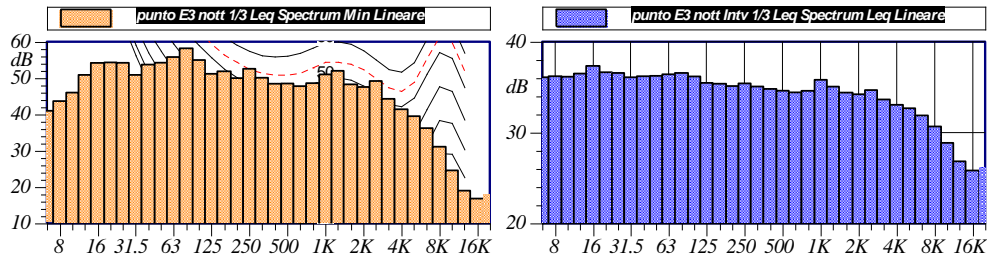 punto E3 nott 1/3 Leq Spectrum Min Lineare
60
dB
50
40
30
20
10
50
8 16 31.5 63 125 250 500 1K 2K 4K 8K 16K
punto E3 nott Intv 1/3 Leq Spectrum Leq Lineare
40
dB
30
20
8 16 31.5 63 125 250 500 1K 2K 4K 8K 16K